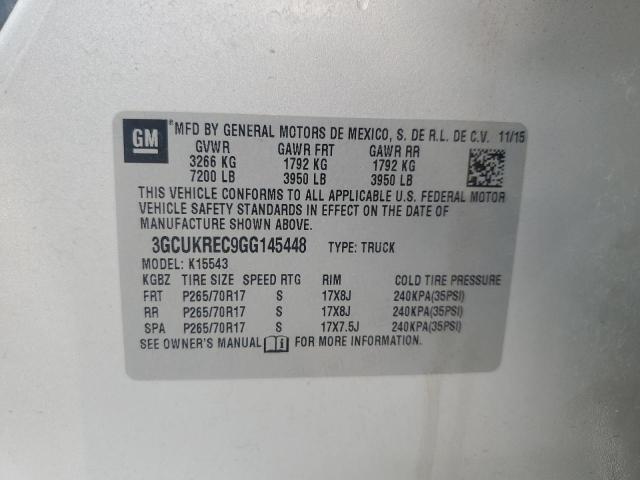 GM
®MFD BY GENERAL MOTORS DE MEXICO, S. DE R.L. DE C.V. 11/15
GVWR GAWR FRT GAWR RR
3266 KG 1792 KG 1792 KG
7200 LB 3950 LB 3950 LB
THIS VEHICLE CONFORMS TO ALL APPLICABLE U.S. FEDERAL MOTOR
VEHICLE SAFETY STANDARDS IN EFFECT ON THE DATE OF
MANUFACTURE SHOWN ABOVE.
3GCUKREC9GG145448 TYPE: TRUCK
MODEL: K15543
KGBZ TIRE SIZE SPEED RTG RIM COLD TIRE PRESSURE
FRT P265/70R17 S 17X8J 240KPA(35PSI)
RR P265/70R17 S 17X8J 240KPA(35PSI)
SPA P265/70R17 S 17X7.5J 240KPA(35PSI)
SEE OWNER'S MANUAL FOR MORE INFORMATION.